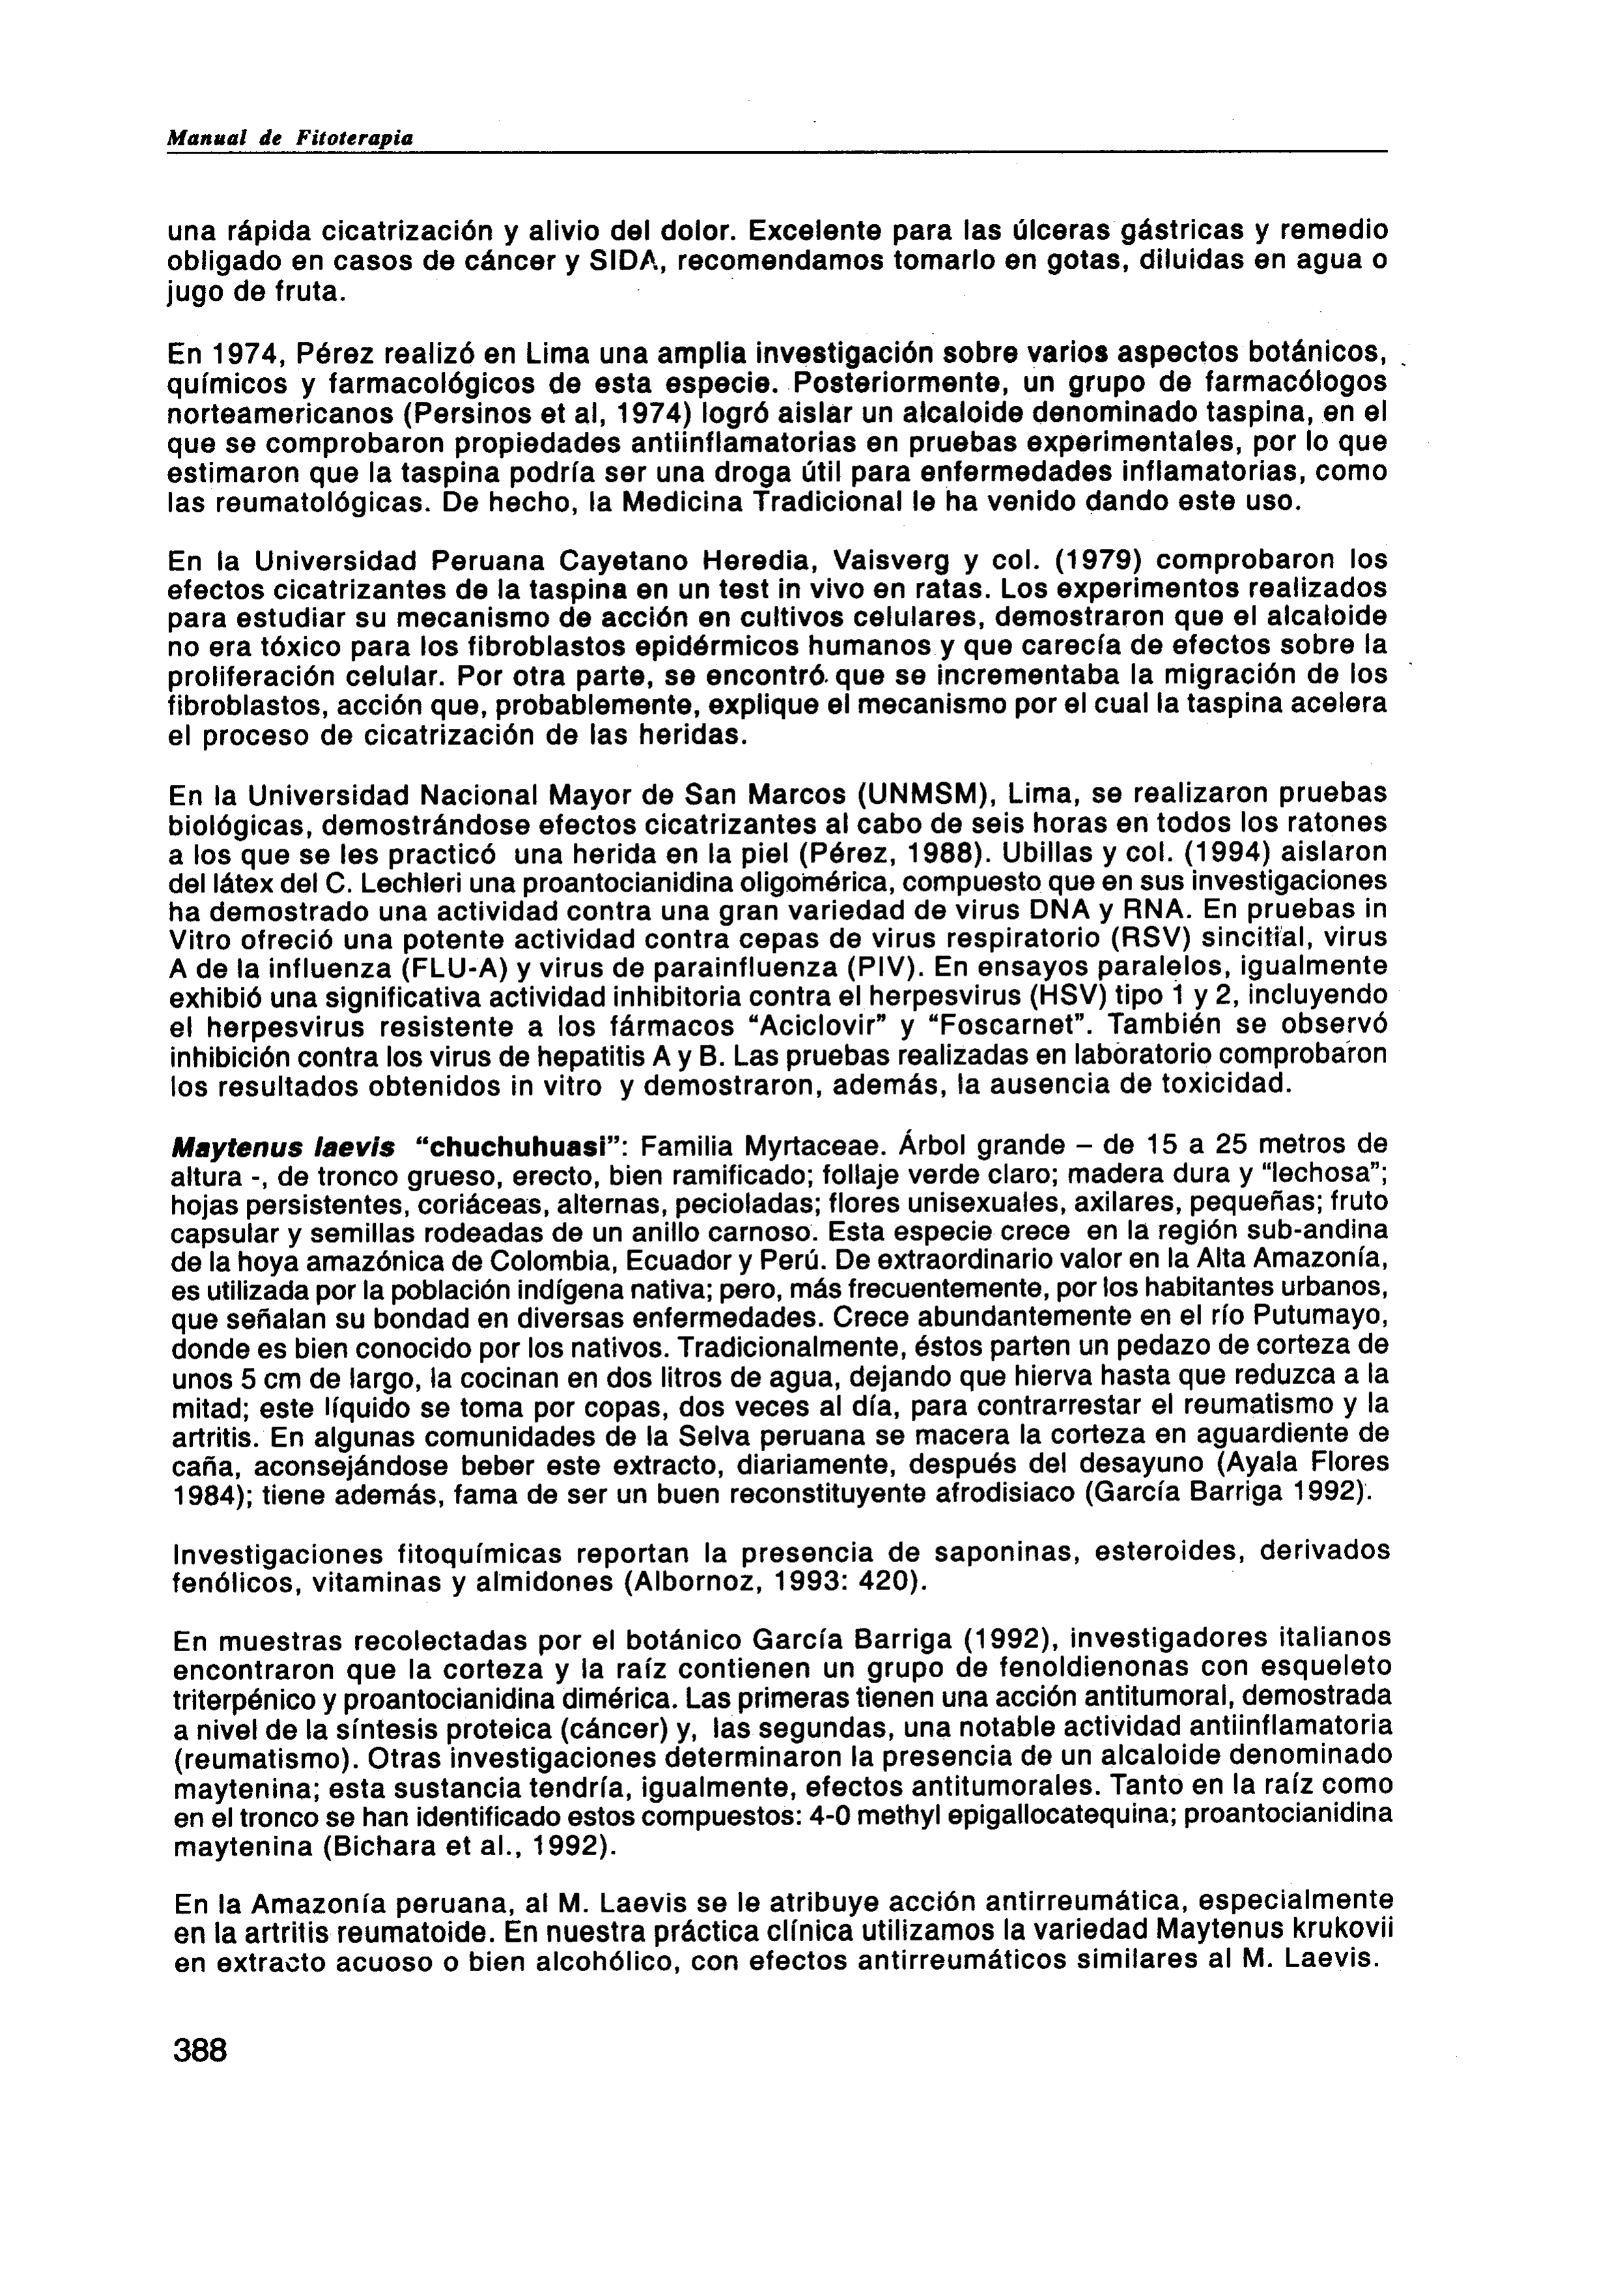 Manual de Fitoterapia
una rápida cicatrización y alivio del dolor. Excelente para las úlceras gástricas y remedio
obligado en casos de cáncer y SIDA, recomendamos tomarlo en gotas, diluidas en agua o
jugo de fruta.
En 1974, Pérez realizó en Lima una amplia investigación sobre varios aspectos botánicos,
químicos y farmacológicos de esta especie. Posteriormente, un grupo de farmacólogos
norteamericanos (Persinos et al, 1974) logró aislar un alcaloide denominado taspina, en el
que se comprobaron propiedades antiinflamatorias en pruebas experimentales, por lo que
estimaron que la taspina podría ser una droga útil para enfermedades inflamatorias, como
las reumatológicas. De hecho, la Medicina Tradicional le ha venido dando este uso.
En la Universidad Peruana Cayetano Heredia, Vaisverg y col. (1979) comprobaron los
efectos cicatrizantes de la taspina en un test in vivo en ratas. Los experimentos realizados
para estudiar su mecanismo de acción en cultivos celulares, demostraron que el alcaloide
no era tóxico para los fibroblastos epidérmicos humanos y que carecía de efectos sobre la
proliferación celular. Por otra parte, se encontró que se incrementaba la migración de los
fibroblastos, acción que, probablemente, explique el mecanismo por el cual la taspina acelera
el proceso de cicatrización de las heridas.
En la Universidad Nacional Mayor de San Marcos (UNMSM), Lima, se realizaron pruebas
biológicas, demostrándose efectos cicatrizantes al cabo de seis horas en todos los ratones
a los que se les practicó una herida en la piel (Pérez, 1988). Ubillas y col. (1994) aislaron
del látex del C. Lechleri una proantocianidina oligomérica, compuesto que en sus investigaciones
ha demostrado una actividad contra una gran variedad de virus DNA y RNA. En pruebas in
Vitro ofreció una potente actividad contra cepas de virus respiratorio (RSV) sincitial, virus
A de la influenza (FLU-A) y virus de parainfluenza (PIV). En ensayos paralelos, igualmente
exhibió una significativa actividad inhibitoria contra el herpesvirus (HSV) tipo 1 y 2, incluyendo
el herpesvirus resistente a los fármacos “Aciclovir” y “Foscarnet”. También se observó
inhibición contra los virus de hepatitis A y B. Las pruebas realizadas en laboratorio comprobaron
los resultados obtenidos in vitro y demostraron, además, la ausencia de toxicidad.
Maytenus laevis “chuchuhuasi”: Familia Myrtaceae. Árbol grande – de 15 a 25 metros de
altura -, de tronco grueso, erecto, bien ramificado; follaje verde claro; madera dura y “lechosa”;
hojas persistentes, coriáceas, alternas, pecioladas; flores unisexuales, axilares, pequeñas; fruto
capsular y semillas rodeadas de un anillo carnoso. Esta especie crece en la región sub-andina
de la hoya amazónica de Colombia, Ecuador y Perú. De extraordinario valor en la Alta Amazonía,
es utilizada por la población indígena nativa; pero, más frecuentemente, por los habitantes urbanos,
que señalan su bondad en diversas enfermedades. Crece abundantemente en el río Putumayo,
donde es bien conocido por los nativos. Tradicionalmente, éstos parten un pedazo de corteza de
unos 5 cm de largo, la cocinan en dos litros de agua, dejando que hierva hasta que reduzca a la
mitad; este líquido se toma por copas, dos veces al día, para contrarrestar el reumatismo y la
artritis. En algunas comunidades de la Selva peruana se macera la corteza en aguardiente de
caña, aconsejándose beber este extracto, diariamente, después del desayuno (Ayala Flores
1984); tiene además, fama de ser un buen reconstituyente afrodisiaco (García Barriga 1992).
Investigaciones fitoquímicas reportan la presencia de saponinas, esteroides, derivados
fenólicos, vitaminas y almidones (Albornoz, 1993: 420).
En muestras recolectadas por el botánico García Barriga (1992), investigadores italianos
encontraron que la corteza y la raíz contienen un grupo de fenoldienonas con esqueleto
triterpénico y proantocianidina dimérica. Las primeras tienen una acción antitumoral, demostrada
a nivel de la síntesis proteica (cáncer) y, las segundas, una notable actividad antiinflamatoria
(reumatismo). Otras investigaciones determinaron la presencia de un alcaloide denominado
maytenina; esta sustancia tendría, igualmente, efectos antitumorales. Tanto en la raíz como
en el tronco se han identificado estos compuestos: 4-0 methyl epigallocatequina; proantocianidina
maytenina (Bichara et al., 1992).
En la Amazonía peruana, al M. Laevis se le atribuye acción antirreumática, especialmente
en la artritis reumatoide. En nuestra práctica clínica utilizamos la variedad Maytenus krukovii
en extracto acuoso o bien alcohólico, con efectos antirreumáticos similares al M. Laevis.
388